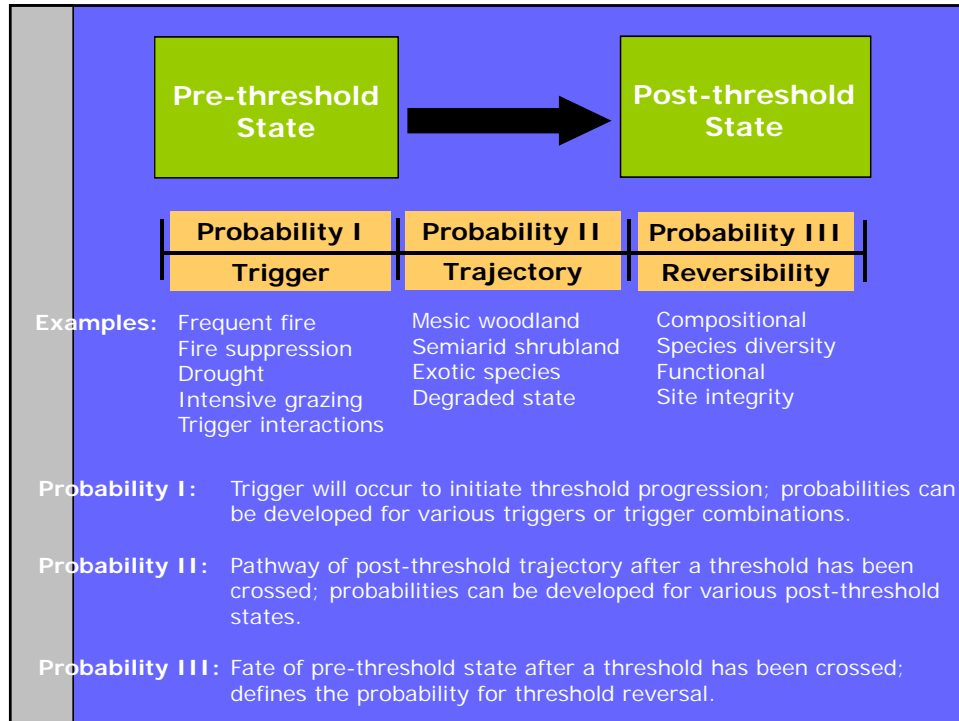 Pre-threshold
State
Post-threshold
State
Probability I
Trigger
Probability II
Trajectory
Probability III
Reversibility
Examples:
Frequent fire
Fire suppression
Drought
Intensive grazing
Trigger interactions
Mesic woodland
Semiarid shrubland
Exotic species
Degraded state
Compositional
Species diversity
Functional
Site integrity
Probability I: Trigger will occur to initiate threshold progression; probabilities can
be developed for various triggers or trigger combinations.
Probability II: Pathway of post-threshold trajectory after a threshold has been
crossed; probabilities can be developed for various post-threshold
states.
Probability III: Fate of pre-threshold state after a threshold has been crossed;
defines the probability for threshold reversal.